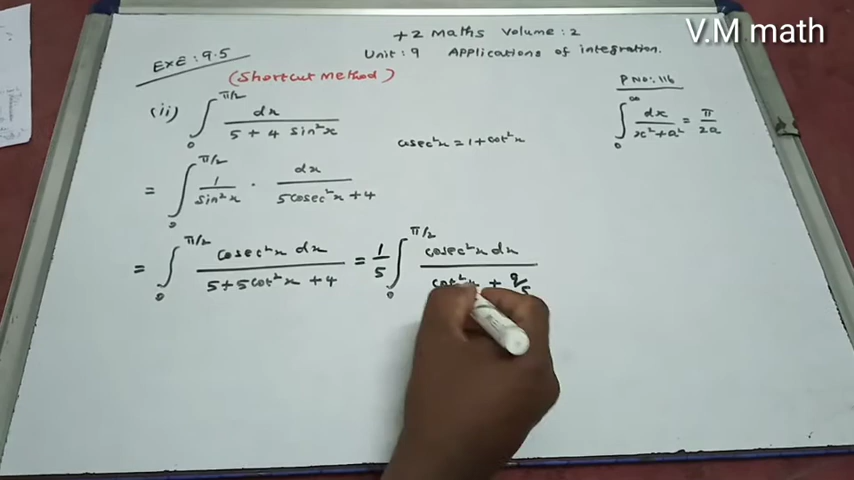 V.M math
+2 Maths Volume: 2
Unit: 9 Applications of integration.
EXE: 9.5
(Shortcut Method)
P NO: 116
(ii) ∫₀^{π/2} dx / (5 + 4 sin²x)
cosec²x = 1 + cot²x
∫₀^∞ dx / (x² + a²) = π / 2a
= ∫₀^{π/2} 1 / sin²x · dx / (5cosec²x + 4)
= ∫₀^{π/2} cosec²x dx / (5 + 5cot²x + 4) = 1/5 ∫₀^{π/2} cosec²x dx / (cot²x + 9/5)